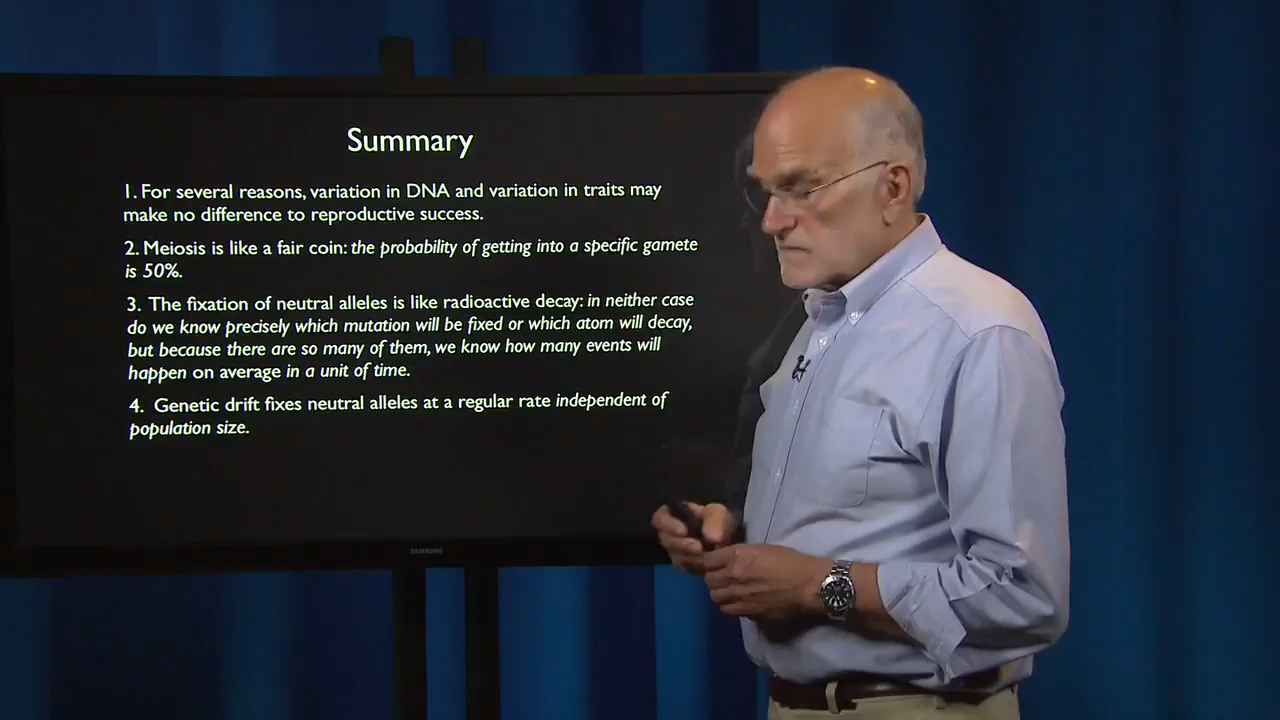 Summary
1. For several reasons, variation in DNA and variation in traits may
make no difference to reproductive success.
2. Meiosis is like a fair coin: the probability of getting into a specific gamete
is 50%.
3. The fixation of neutral alleles is like radioactive decay: in neither case
do we know precisely which mutation will be fixed or which atom will decay,
but because there are so many of them, we know how many events will
happen on average in a unit of time.
4. Genetic drift fixes neutral alleles at a regular rate independent of
population size.
SAMSUNG